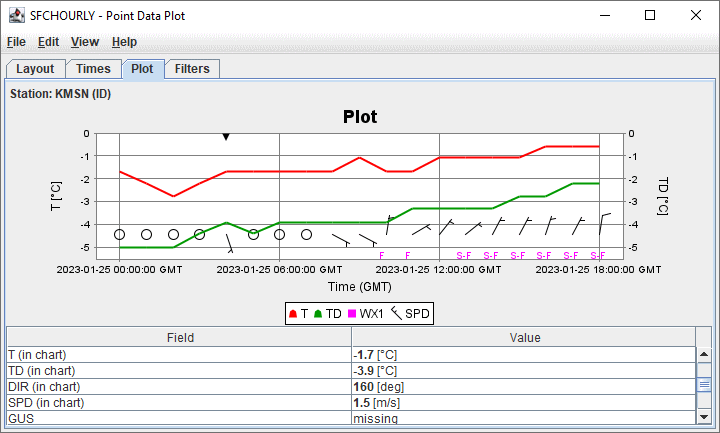 SFCHOURLY - Point Data Plot
File Edit View Help
Layout Times Plot Filters
Station: KMSN (ID)
Plot
0 0
-1 -1
-2 -2
-3 -3
-4 -4
-5 -5
T [°C]
TD [°C]
F F S-F S-F S-F S-F S-F S-F
2023-01-25 00:00:00 GMT 2023-01-25 06:00:00 GMT 2023-01-25 12:00:00 GMT 2023-01-25 18:00:00 GMT
Time (GMT)
T TD WX1 SPD
Field Value
T (in chart) -1.7 [°C]
TD (in chart) -3.9 [°C]
DIR (in chart) 160 [deg]
SPD (in chart) 1.5 [m/s]
GUS missing